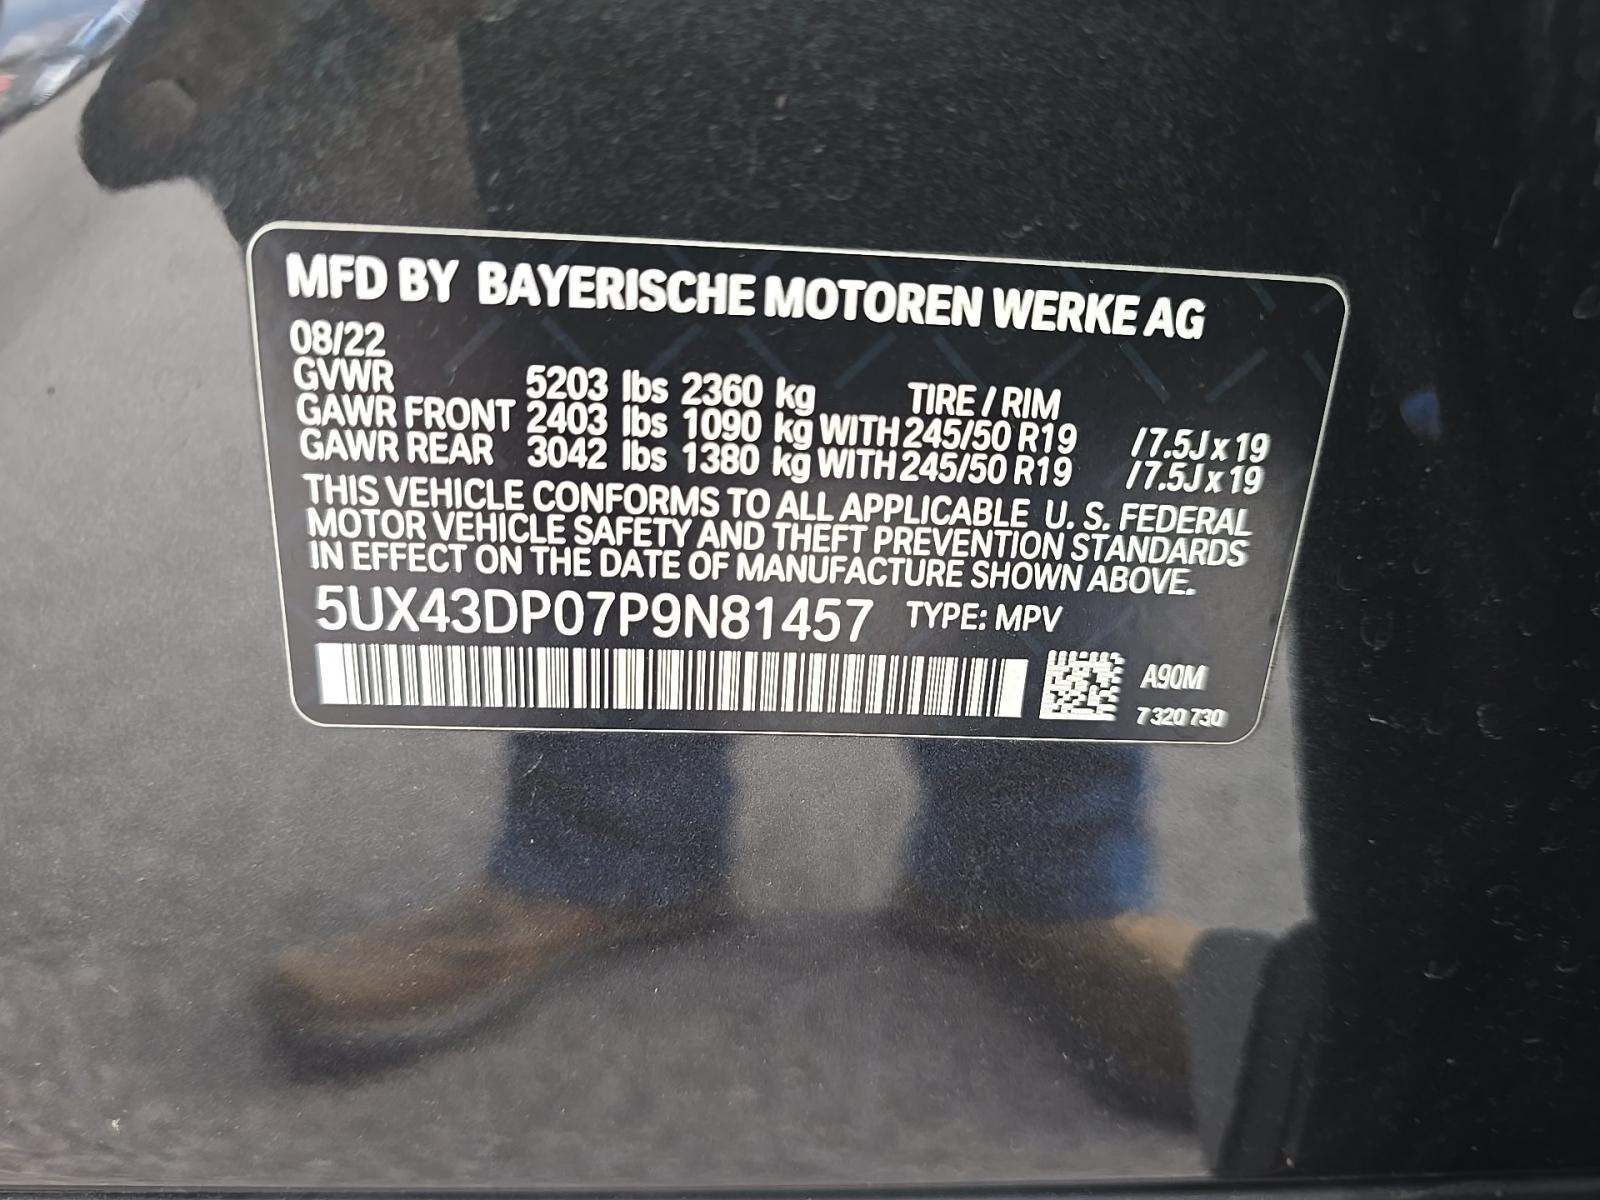 MFD BY BAYERISCHE MOTOREN WERKE AG
08/22
GVWR 5203 lbs 2360 kg TIRE / RIM
GAWR FRONT 2403 lbs 1090 kg WITH 245/50 R19 /7.5J x 19
GAWR REAR 3042 lbs 1380 kg WITH 245/50 R19 /7.5J x 19
THIS VEHICLE CONFORMS TO ALL APPLICABLE U. S. FEDERAL
MOTOR VEHICLE SAFETY AND THEFT PREVENTION STANDARDS
IN EFFECT ON THE DATE OF MANUFACTURE SHOWN ABOVE.
5UX43DP07P9N81457 TYPE: MPV
A90M
7 320 730